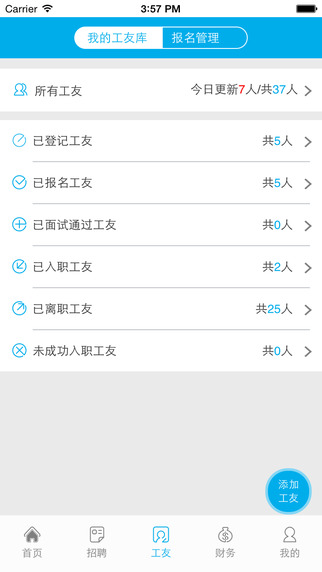 Carrier 3:57 PM
我的工友库 报名管理
所有工友 今日更新7人/共37人
已登记工友 共5人
已报名工友 共5人
已面试通过工友 共0人
已入职工友 共2人
已离职工友 共25人
未成功入职工友 共0人
添加
工友
首页 招聘 工友 财务 我的